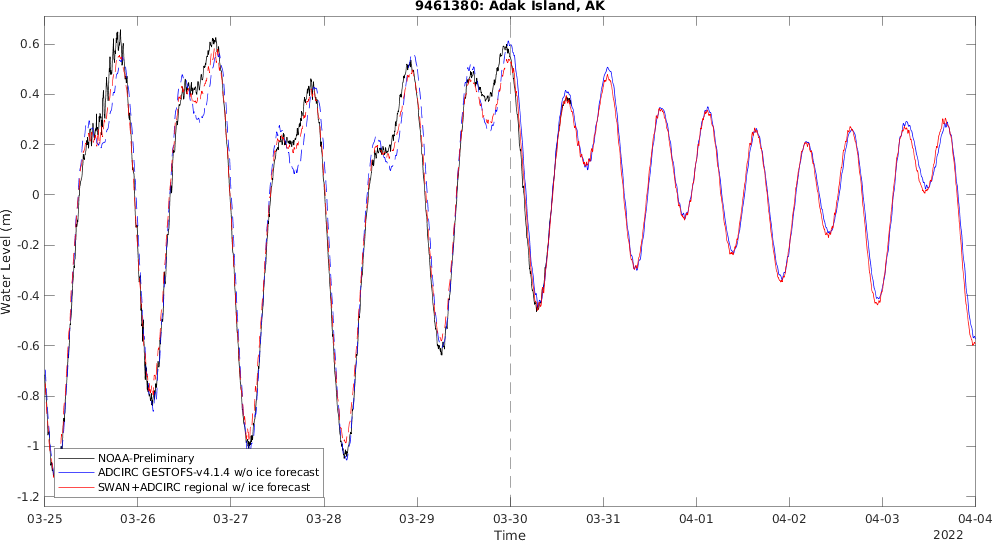 9461380: Adak Island, AK
0.6
0.4
0.2
0
-0.2
-0.4
-0.6
-0.8
-1
-1.2
Water Level (m)
NOAA-Preliminary
ADCIRC GESTOFS-v4.1.4 w/o ice forecast
SWAN+ADCIRC regional w/ ice forecast
03-25 03-26 03-27 03-28 03-29 03-30 03-31 04-01 04-02 04-03 04-04
Time
2022